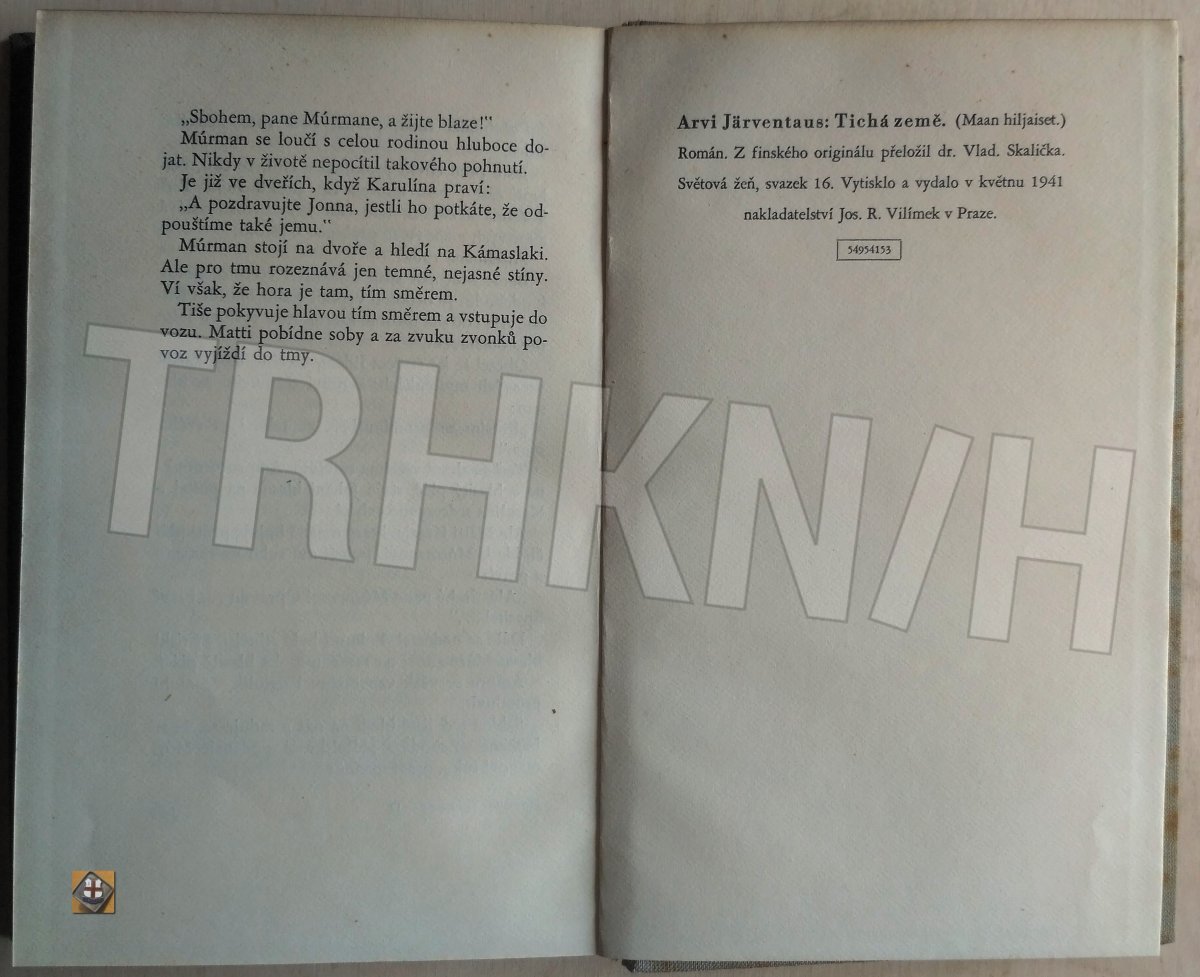 „Sbohem, pane Múrmane, a žijte blaze!“
Múrman se loučí s celou rodinou hluboce do-
jat. Nikdy v životě nepocítil takového pohnutí.
Je již ve dveřích, když Karulína praví:
„A pozdravujte Jonna, jestli ho potkáte, že od-
pouštíme také jemu.“
Múrman stojí na dvoře a hledí na Kámaslaki.
Ale pro tmu rozeznává jen temné, nejasné stíny.
Ví však, že hora je tam, tím směrem.
Tiše pokyvuje hlavou tím směrem a vstupuje do
vozu. Matti pobídne soby a za zvuku zvonků po-
voz vyjíždí do tmy.
Arvi Järventaus: Tichá země. (Maan hiljaiset.)
Román. Z finského originálu přeložil dr. Vlad. Skalička.
Světová žeň, svazek 16. Vytisklo a vydalo v květnu 1941
nakladatelství Jos. R. Vilímek v Praze.
54954153
TRHKN/H